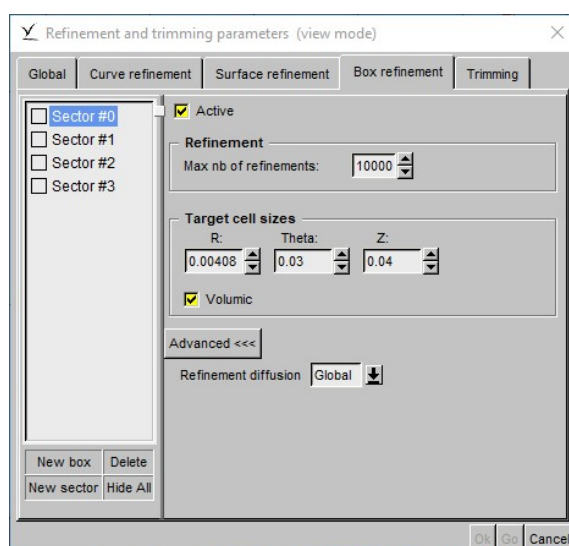 Refinement and trimming parameters (view mode)
Global Curve refinement Surface refinement Box refinement Trimming
Sector #0
Sector #1
Sector #2
Sector #3
New box Delete
New sector Hide All
Active
Refinement
Max nb of refinements: 10000
Target cell sizes
R: Theta: Z:
0.00408 0.03 0.04
Volumic
Advanced <<<
Refinement diffusion Global
Ok Go Cancel